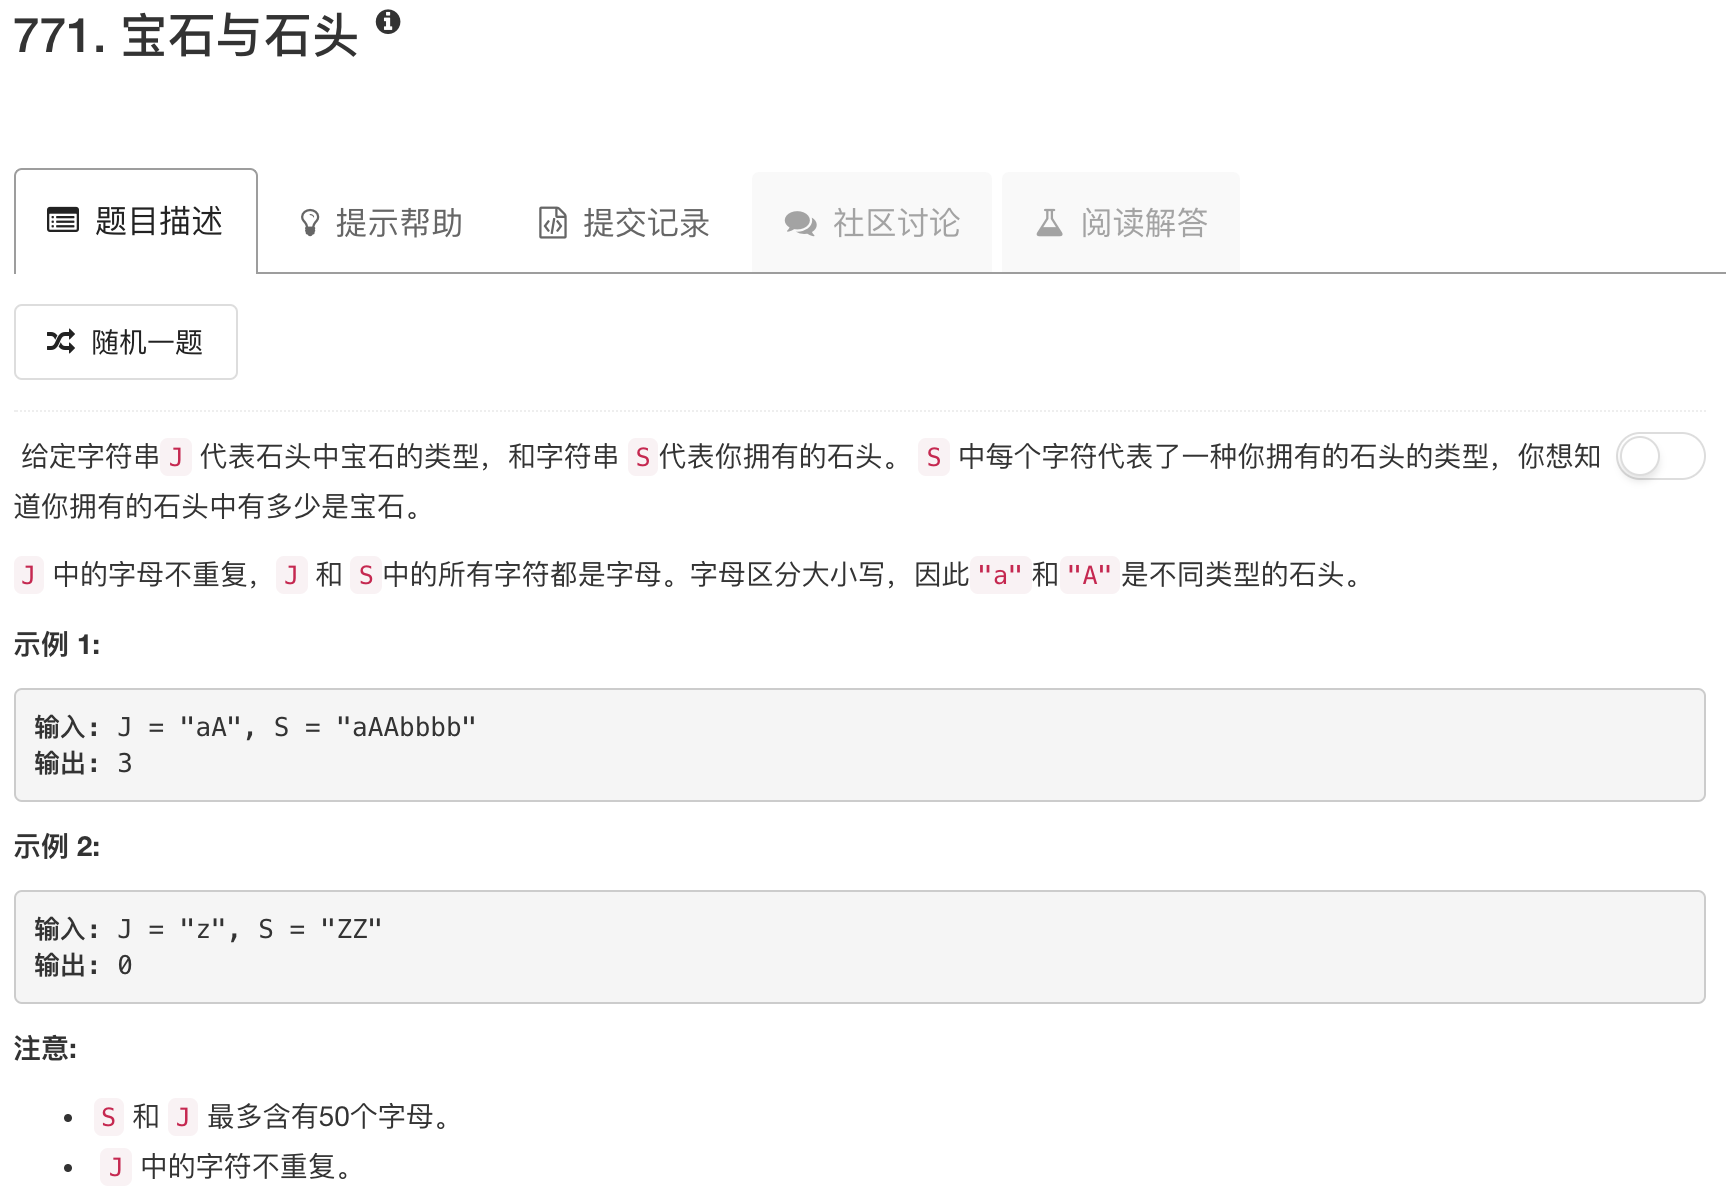 771. 宝石与石头
题目描述 提示帮助 提交记录 社区讨论 阅读解答
随机一题
给定字符串J 代表石头中宝石的类型，和字符串 S代表你拥有的石头。 S 中每个字符代表了一种你拥有的石头的类型，你想知
道你拥有的石头中有多少是宝石。
J 中的字母不重复，J 和 S中的所有字符都是字母。字母区分大小写，因此"a"和"A"是不同类型的石头。
示例 1:
输入: J = "aA", S = "aAAbbbb"
输出: 3
示例 2:
输入: J = "z", S = "ZZ"
输出: 0
注意:
• S 和 J 最多含有50个字母。
• J 中的字符不重复。